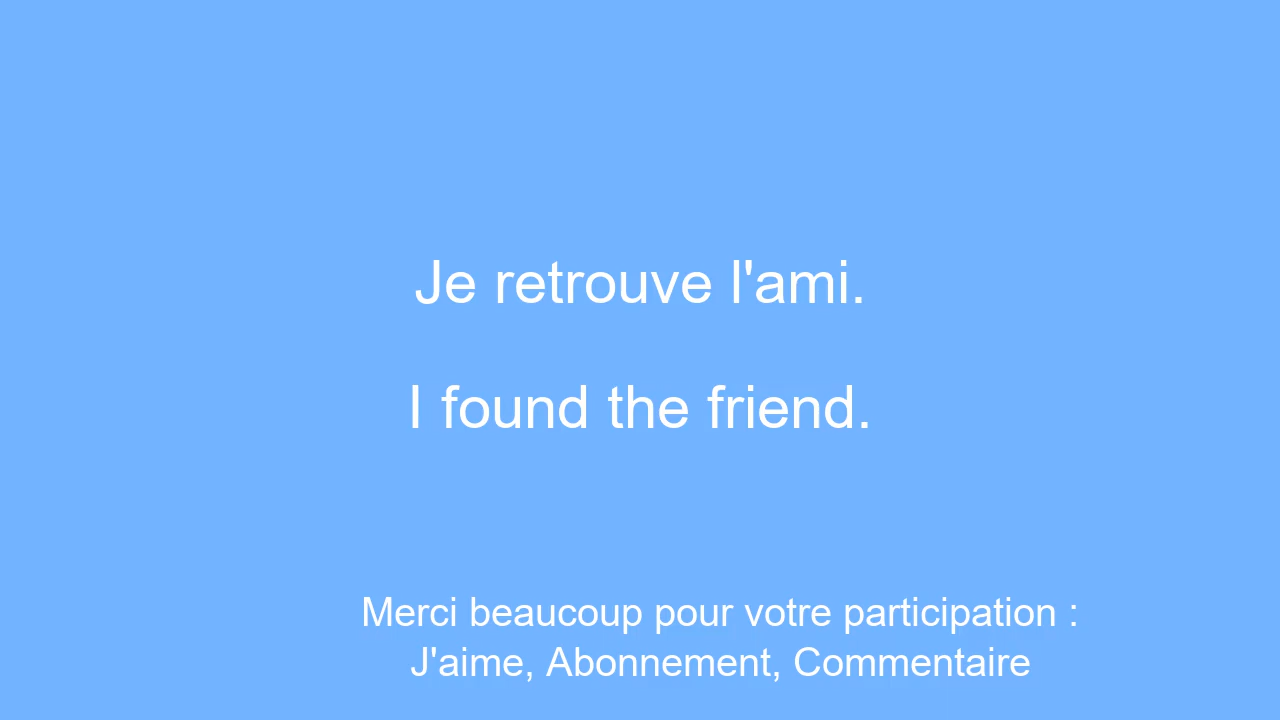 Je retrouve l'ami.
I found the friend.
Merci beaucoup pour votre participation :
J'aime, Abonnement, Commentaire